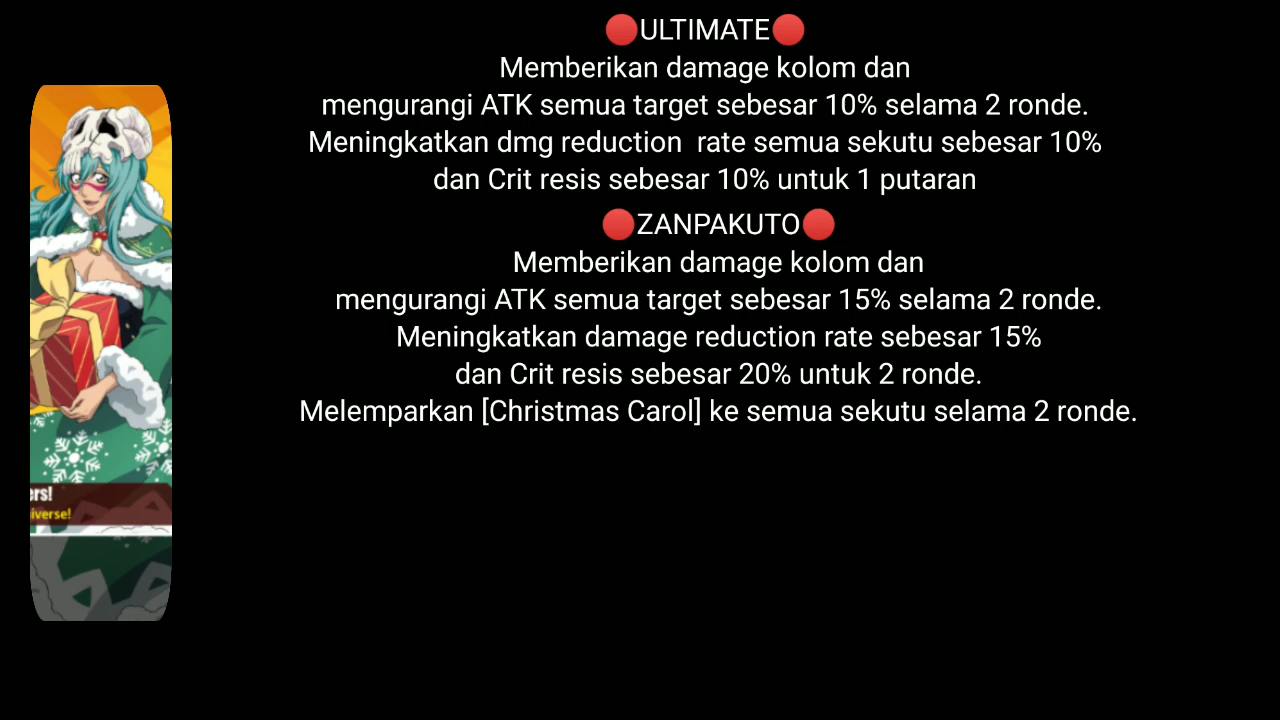 🔴ULTIMATE🔴
Memberikan damage kolom dan
mengurangi ATK semua target sebesar 10% selama 2 ronde.
Meningkatkan dmg reduction  rate semua sekutu sebesar 10%
dan Crit resis sebesar 10% untuk 1 putaran
🔴ZANPAKUTO🔴
Memberikan damage kolom dan
mengurangi ATK semua target sebesar 15% selama 2 ronde.
Meningkatkan damage reduction rate sebesar 15%
dan Crit resis sebesar 20% untuk 2 ronde.
Melemparkan [Christmas Carol] ke semua sekutu selama 2 ronde.
ers!
iverse!